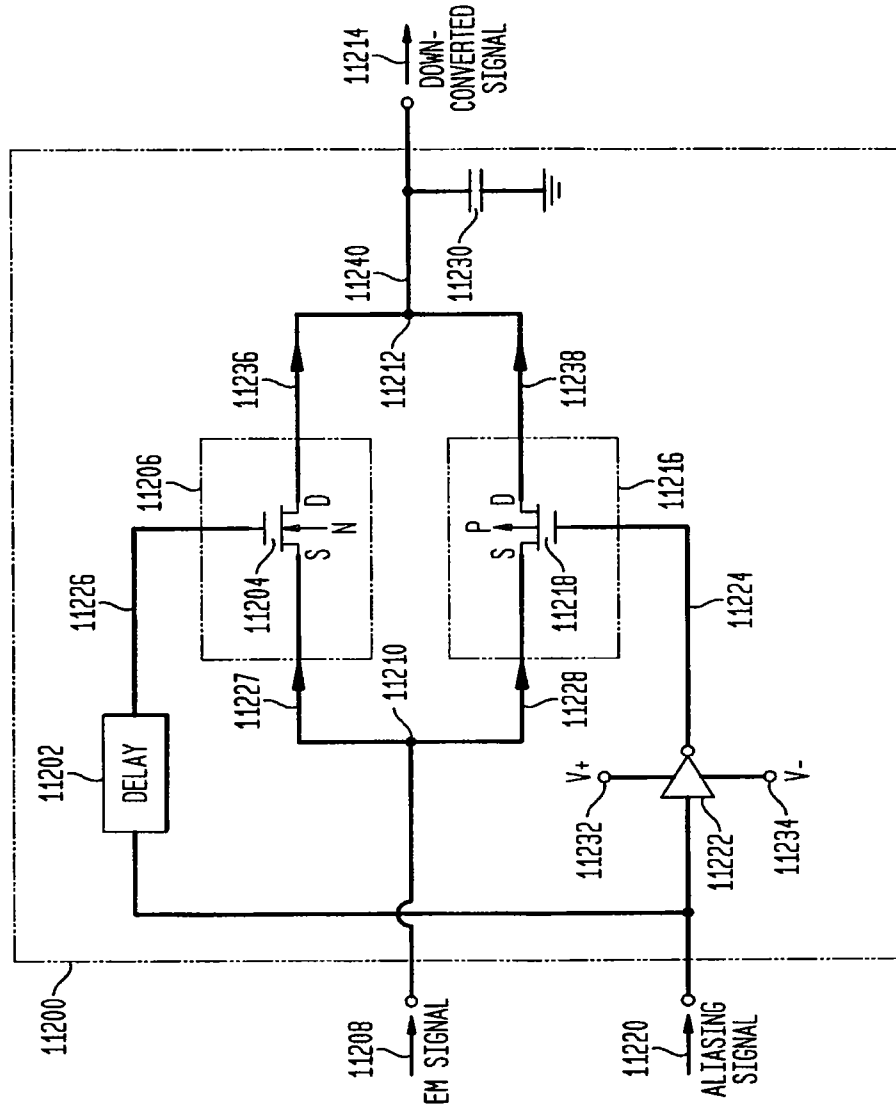 11200
11202
DELAY
11226
11206
11204
S
D
N
11227
11236
11208
EM SIGNAL
11210
11212
11240
11214
DOWN-
CONVERTED
SIGNAL
11230
11228
11238
P
S
D
11218
11216
11220
ALIASING
SIGNAL
11232
V+
11222
11234
V-
11224